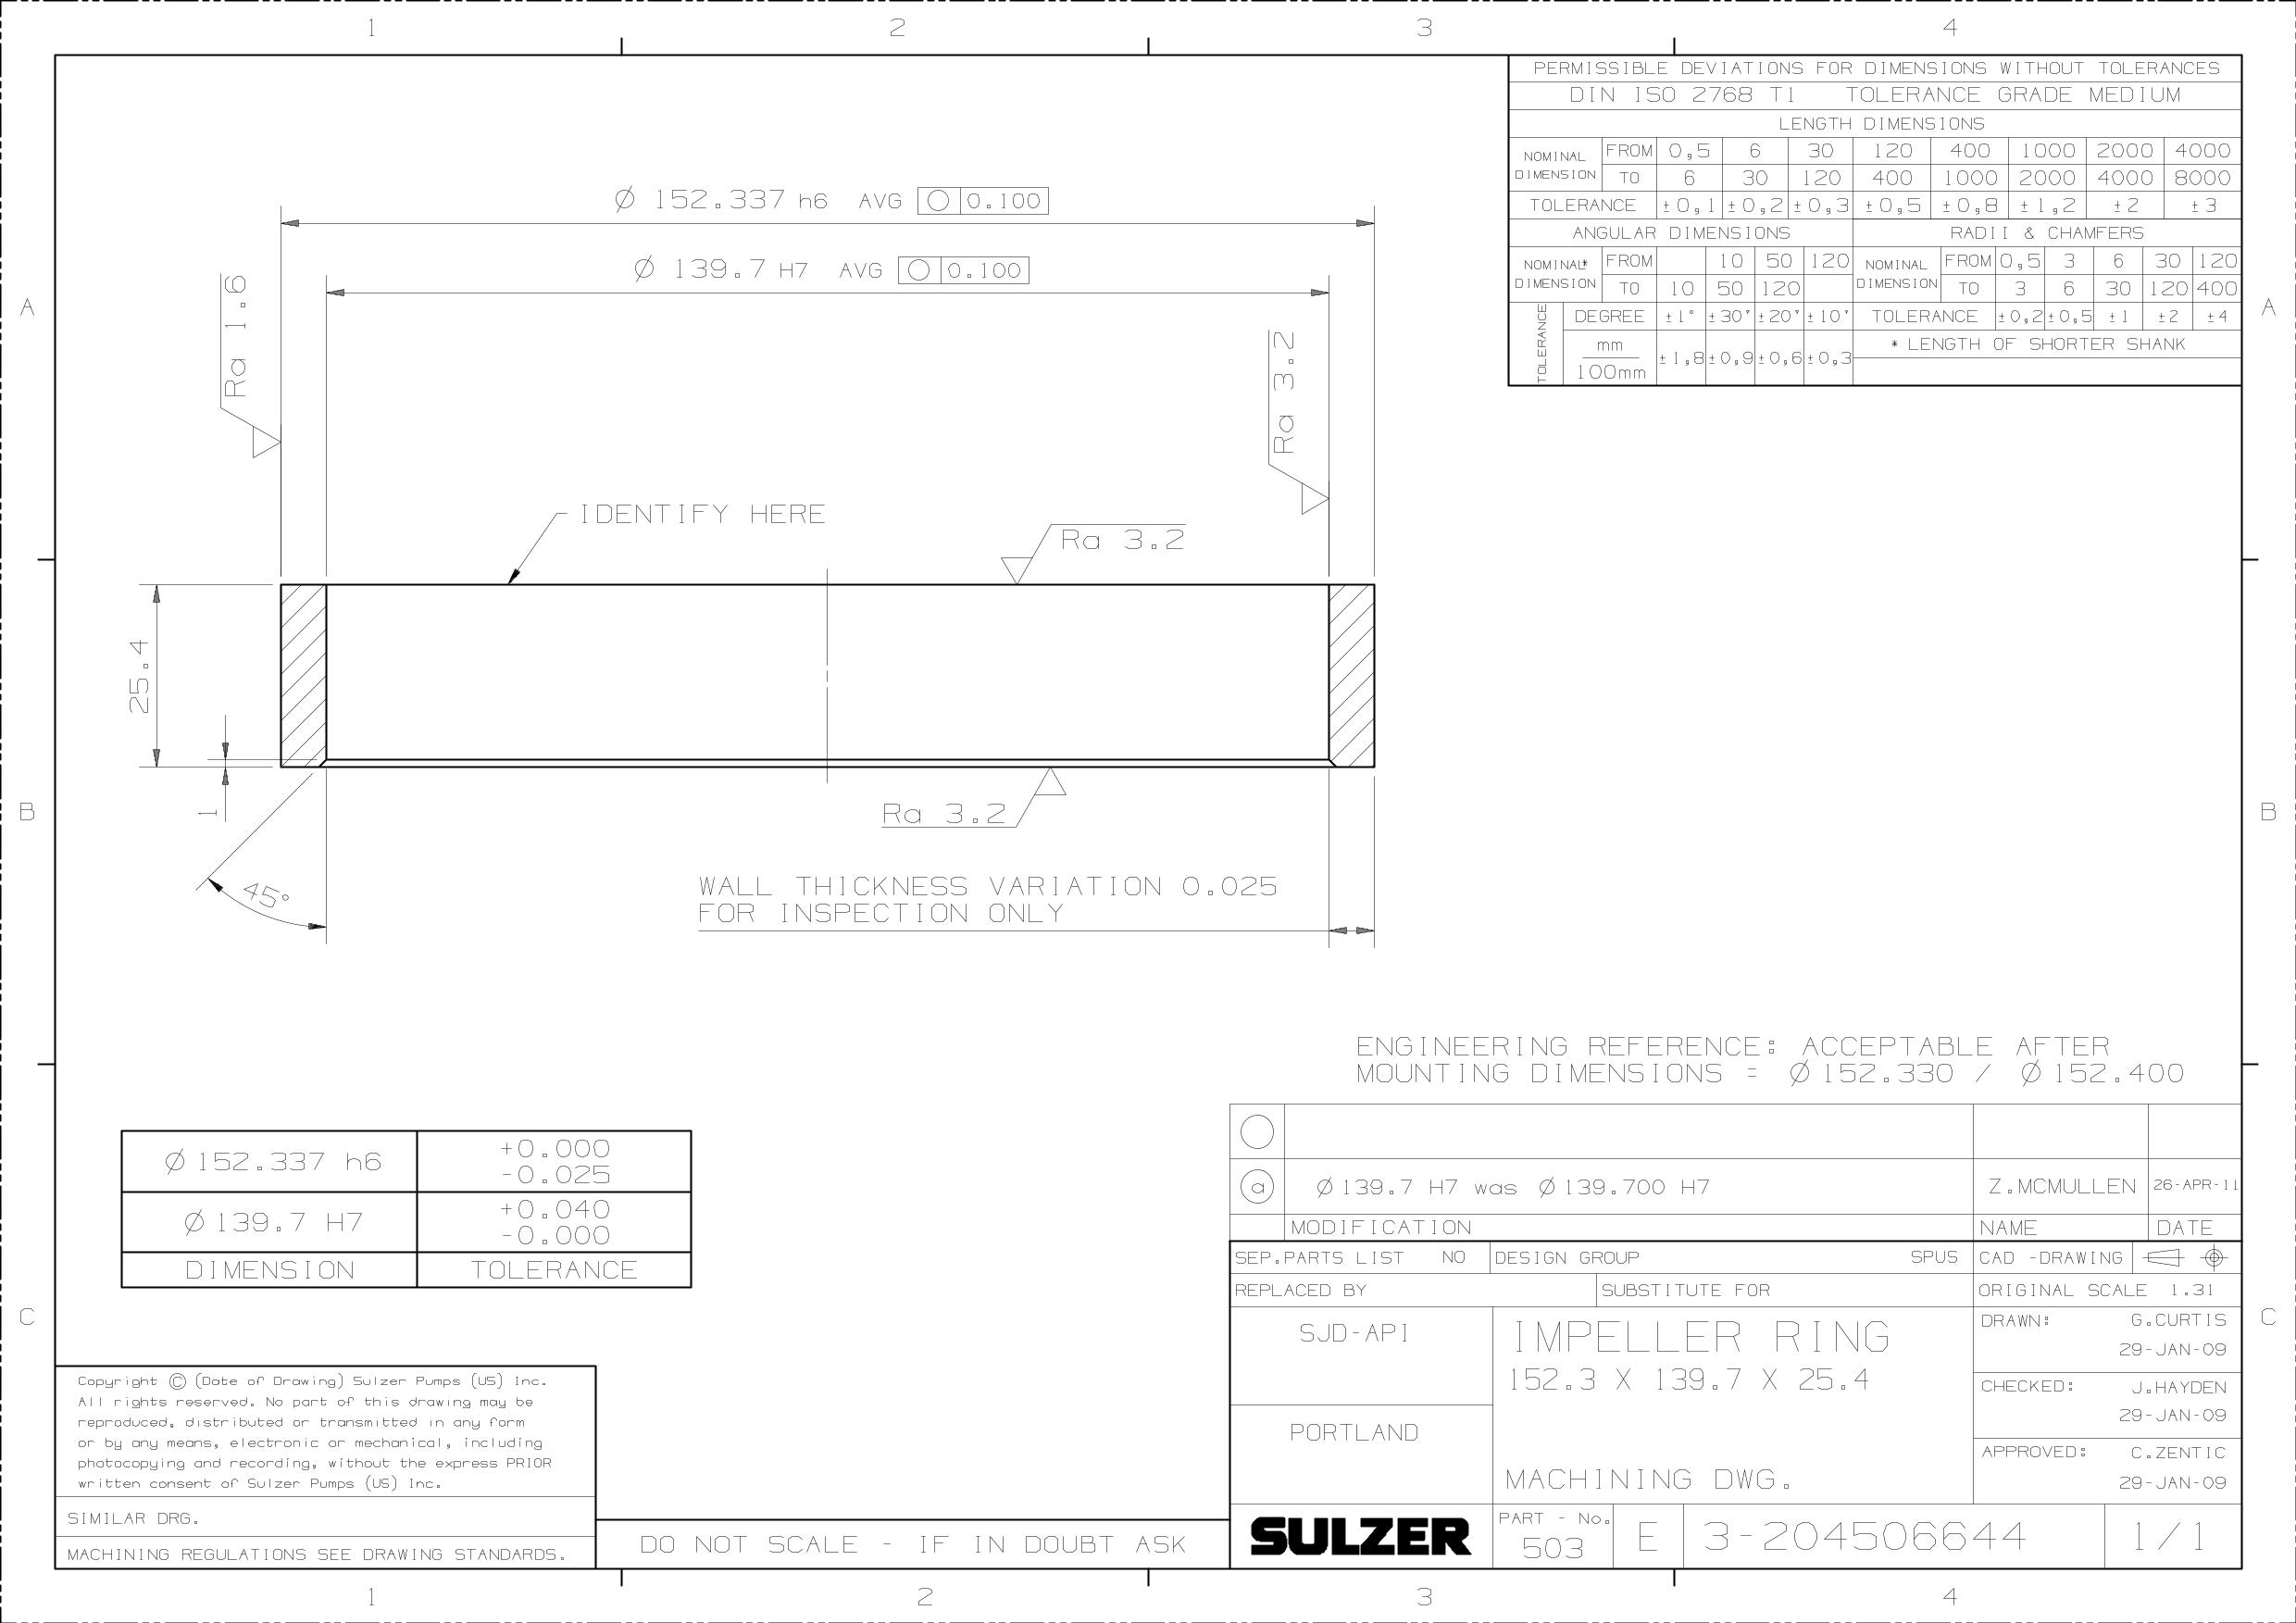 1 2 3 4
PERMISSIBLE DEVIATIONS FOR DIMENSIONS WITHOUT TOLERANCES
DIN ISO 2768 T1 TOLERANCE GRADE MEDIUM
LENGTH DIMENSIONS
NOMINAL DIMENSION FROM 0,5 6 30 120 400 1000 2000 4000
TO 6 30 120 400 1000 2000 4000 8000
TOLERANCE ±0,1 ±0,2 ±0,3 ±0,5 ±0,8 ±1,2 ±2 ±3
ANGULAR DIMENSIONS RADII & CHAMFERS
NOMINAL* DIMENSION FROM 10 50 120 NOMINAL DIMENSION FROM 0,5 3 6 30 120
TO 10 50 120 TO 3 6 30 120 400
TOLERANCE DEGREE ±1° ±30' ±20' ±10' TOLERANCE ±0,2 ±0,5 ±1 ±2 ±4
mm
100mm
±1,8 ±0,9 ±0,6 ±0,3
* LENGTH OF SHORTER SHANK
Ø 152.337 h6 AVG ○ 0.100
Ø 139.7 H7 AVG ○ 0.100
A A
Ra 1.6
Ra 3.2
IDENTIFY HERE
Ra 3.2
25.4
1
45°
Ra 3.2
B B
WALL THICKNESS VARIATION 0.025
FOR INSPECTION ONLY
ENGINEERING REFERENCE: ACCEPTABLE AFTER
MOUNTING DIMENSIONS = Ø152.330 / Ø152.400
Ø152.337 h6 +0.000
-0.025
Ø139.7 H7 +0.040
-0.000
DIMENSION TOLERANCE
a Ø139.7 H7 was Ø139.700 H7 Z.MCMULLEN 26-APR-11
MODIFICATION NAME DATE
SEP.PARTS LIST NO DESIGN GROUP SPUS CAD -DRAWING
REPLACED BY SUBSTITUTE FOR ORIGINAL SCALE 1.31
SJD-API
PORTLAND
IMPELLER RING
152.3 X 139.7 X 25.4
MACHINING DWG.
DRAWN: G.CURTIS
29-JAN-09
CHECKED: J.HAYDEN
29-JAN-09
APPROVED: C.ZENTIC
29-JAN-09
C C
SULZER
PART - No.
503
E 3-204506644 1/1
Copyright © (Date of Drawing) Sulzer Pumps (US) Inc.
All rights reserved. No part of this drawing may be
reproduced, distributed or transmitted in any form
or by any means, electronic or mechanical, including
photocopying and recording, without the express PRIOR
written consent of Sulzer Pumps (US) Inc.
SIMILAR DRG.
MACHINING REGULATIONS SEE DRAWING STANDARDS.
DO NOT SCALE - IF IN DOUBT ASK
1 2 3 4